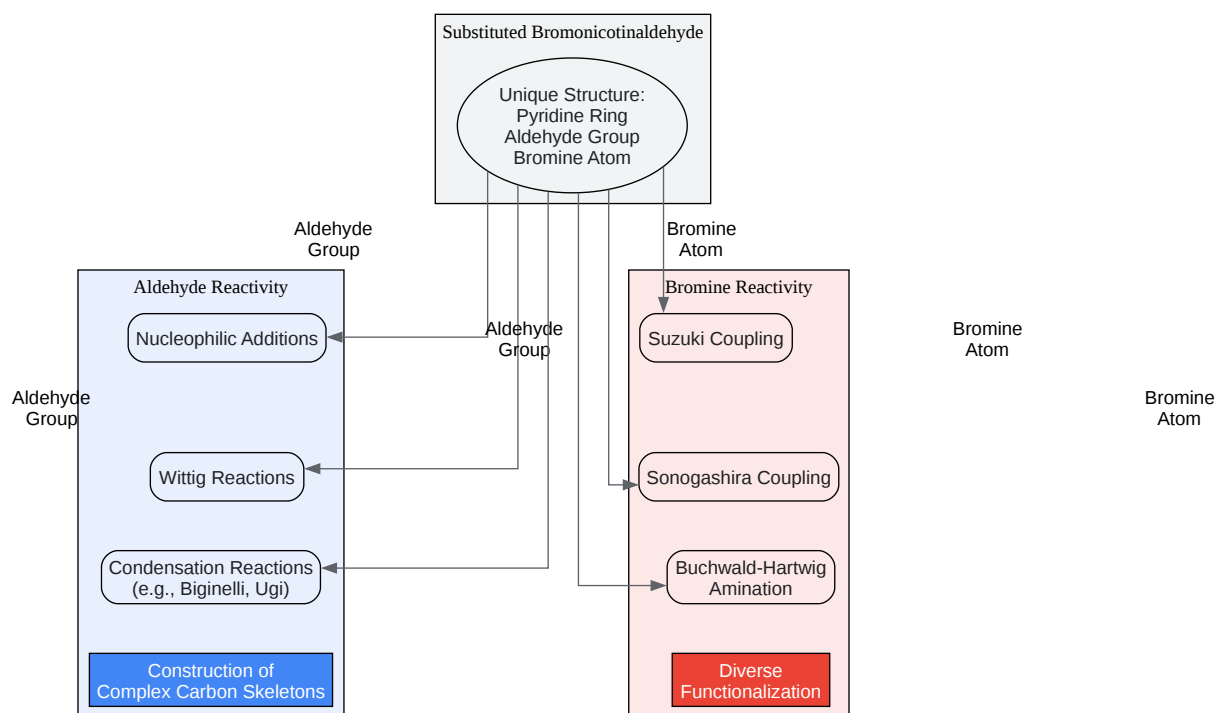 Substituted Bromonicotinaldehyde
Unique Structure:
Pyridine Ring
Aldehyde Group
Bromine Atom
Aldehyde
Group
Bromine
Atom
Aldehyde Reactivity
Bromine Reactivity
Nucleophilic Additions
Aldehyde
Group
Suzuki Coupling
Bromine
Atom
Aldehyde
Group
Bromine
Atom
Wittig Reactions
Sonogashira Coupling
Condensation Reactions
(e.g., Biginelli, Ugi)
Buchwald-Hartwig
Amination
Construction of
Complex Carbon Skeletons
Diverse
Functionalization